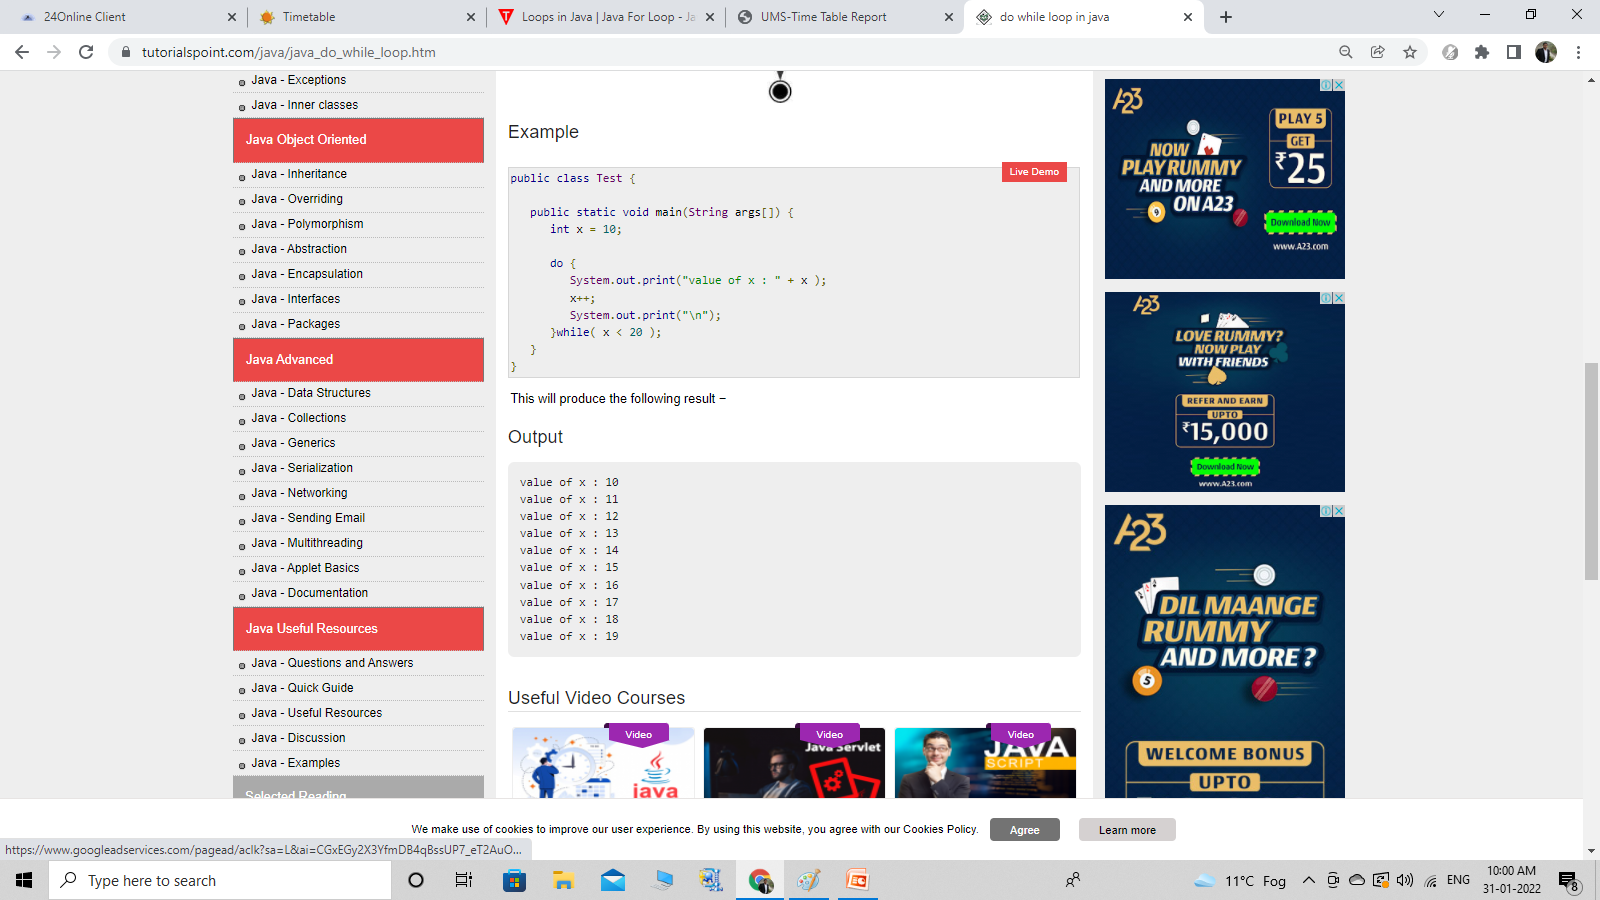 24Online Client
Timetable
Loops in Java | Java For Loop - Ja
UMS-Time Table Report
do while loop in java
tutorialspoint.com/java/java_do_while_loop.htm
Java - Exceptions
Java - Inner classes
Java Object Oriented
Java - Inheritance
Java - Overriding
Java - Polymorphism
Java - Abstraction
Java - Encapsulation
Java - Interfaces
Java - Packages
Java Advanced
Java - Data Structures
Java - Collections
Java - Generics
Java - Serialization
Java - Networking
Java - Sending Email
Java - Multithreading
Java - Applet Basics
Java - Documentation
Java Useful Resources
Java - Questions and Answers
Java - Quick Guide
Java - Useful Resources
Java - Discussion
Java - Examples
Selected Reading
Example
Live Demo
public class Test {
public static void main(String args[]) {
int x = 10;
do {
System.out.print("value of x : " + x );
x++;
System.out.print("\n");
}while( x < 20 );
}
}
This will produce the following result −
Output
value of x : 10
value of x : 11
value of x : 12
value of x : 13
value of x : 14
value of x : 15
value of x : 16
value of x : 17
value of x : 18
value of x : 19
Useful Video Courses
Video
java
Video
Java Servlet
Video
JAVA
SCRIPT
A23
NOW
PLAY RUMMY
AND MORE
ON A23
PLAY 5
GET
₹25
Download Now
www.A23.com
9
A23
LOVE RUMMY?
NOW PLAY
WITH FRIENDS
REFER AND EARN
UPTO
₹15,000
Download Now
www.A23.com
A23
DIL MAANGE
RUMMY
AND MORE?
5
WELCOME BONUS
UPTO
We make use of cookies to improve our user experience. By using this website, you agree with our Cookies Policy.
Agree
Learn more
https://www.googleadservices.com/pagead/aclk?sa=L&ai=CGxEGy2X3YfmDB4qBssUP7_eT2AuO...
Type here to search
11°C Fog
ENG
10:00 AM
31-01-2022
8